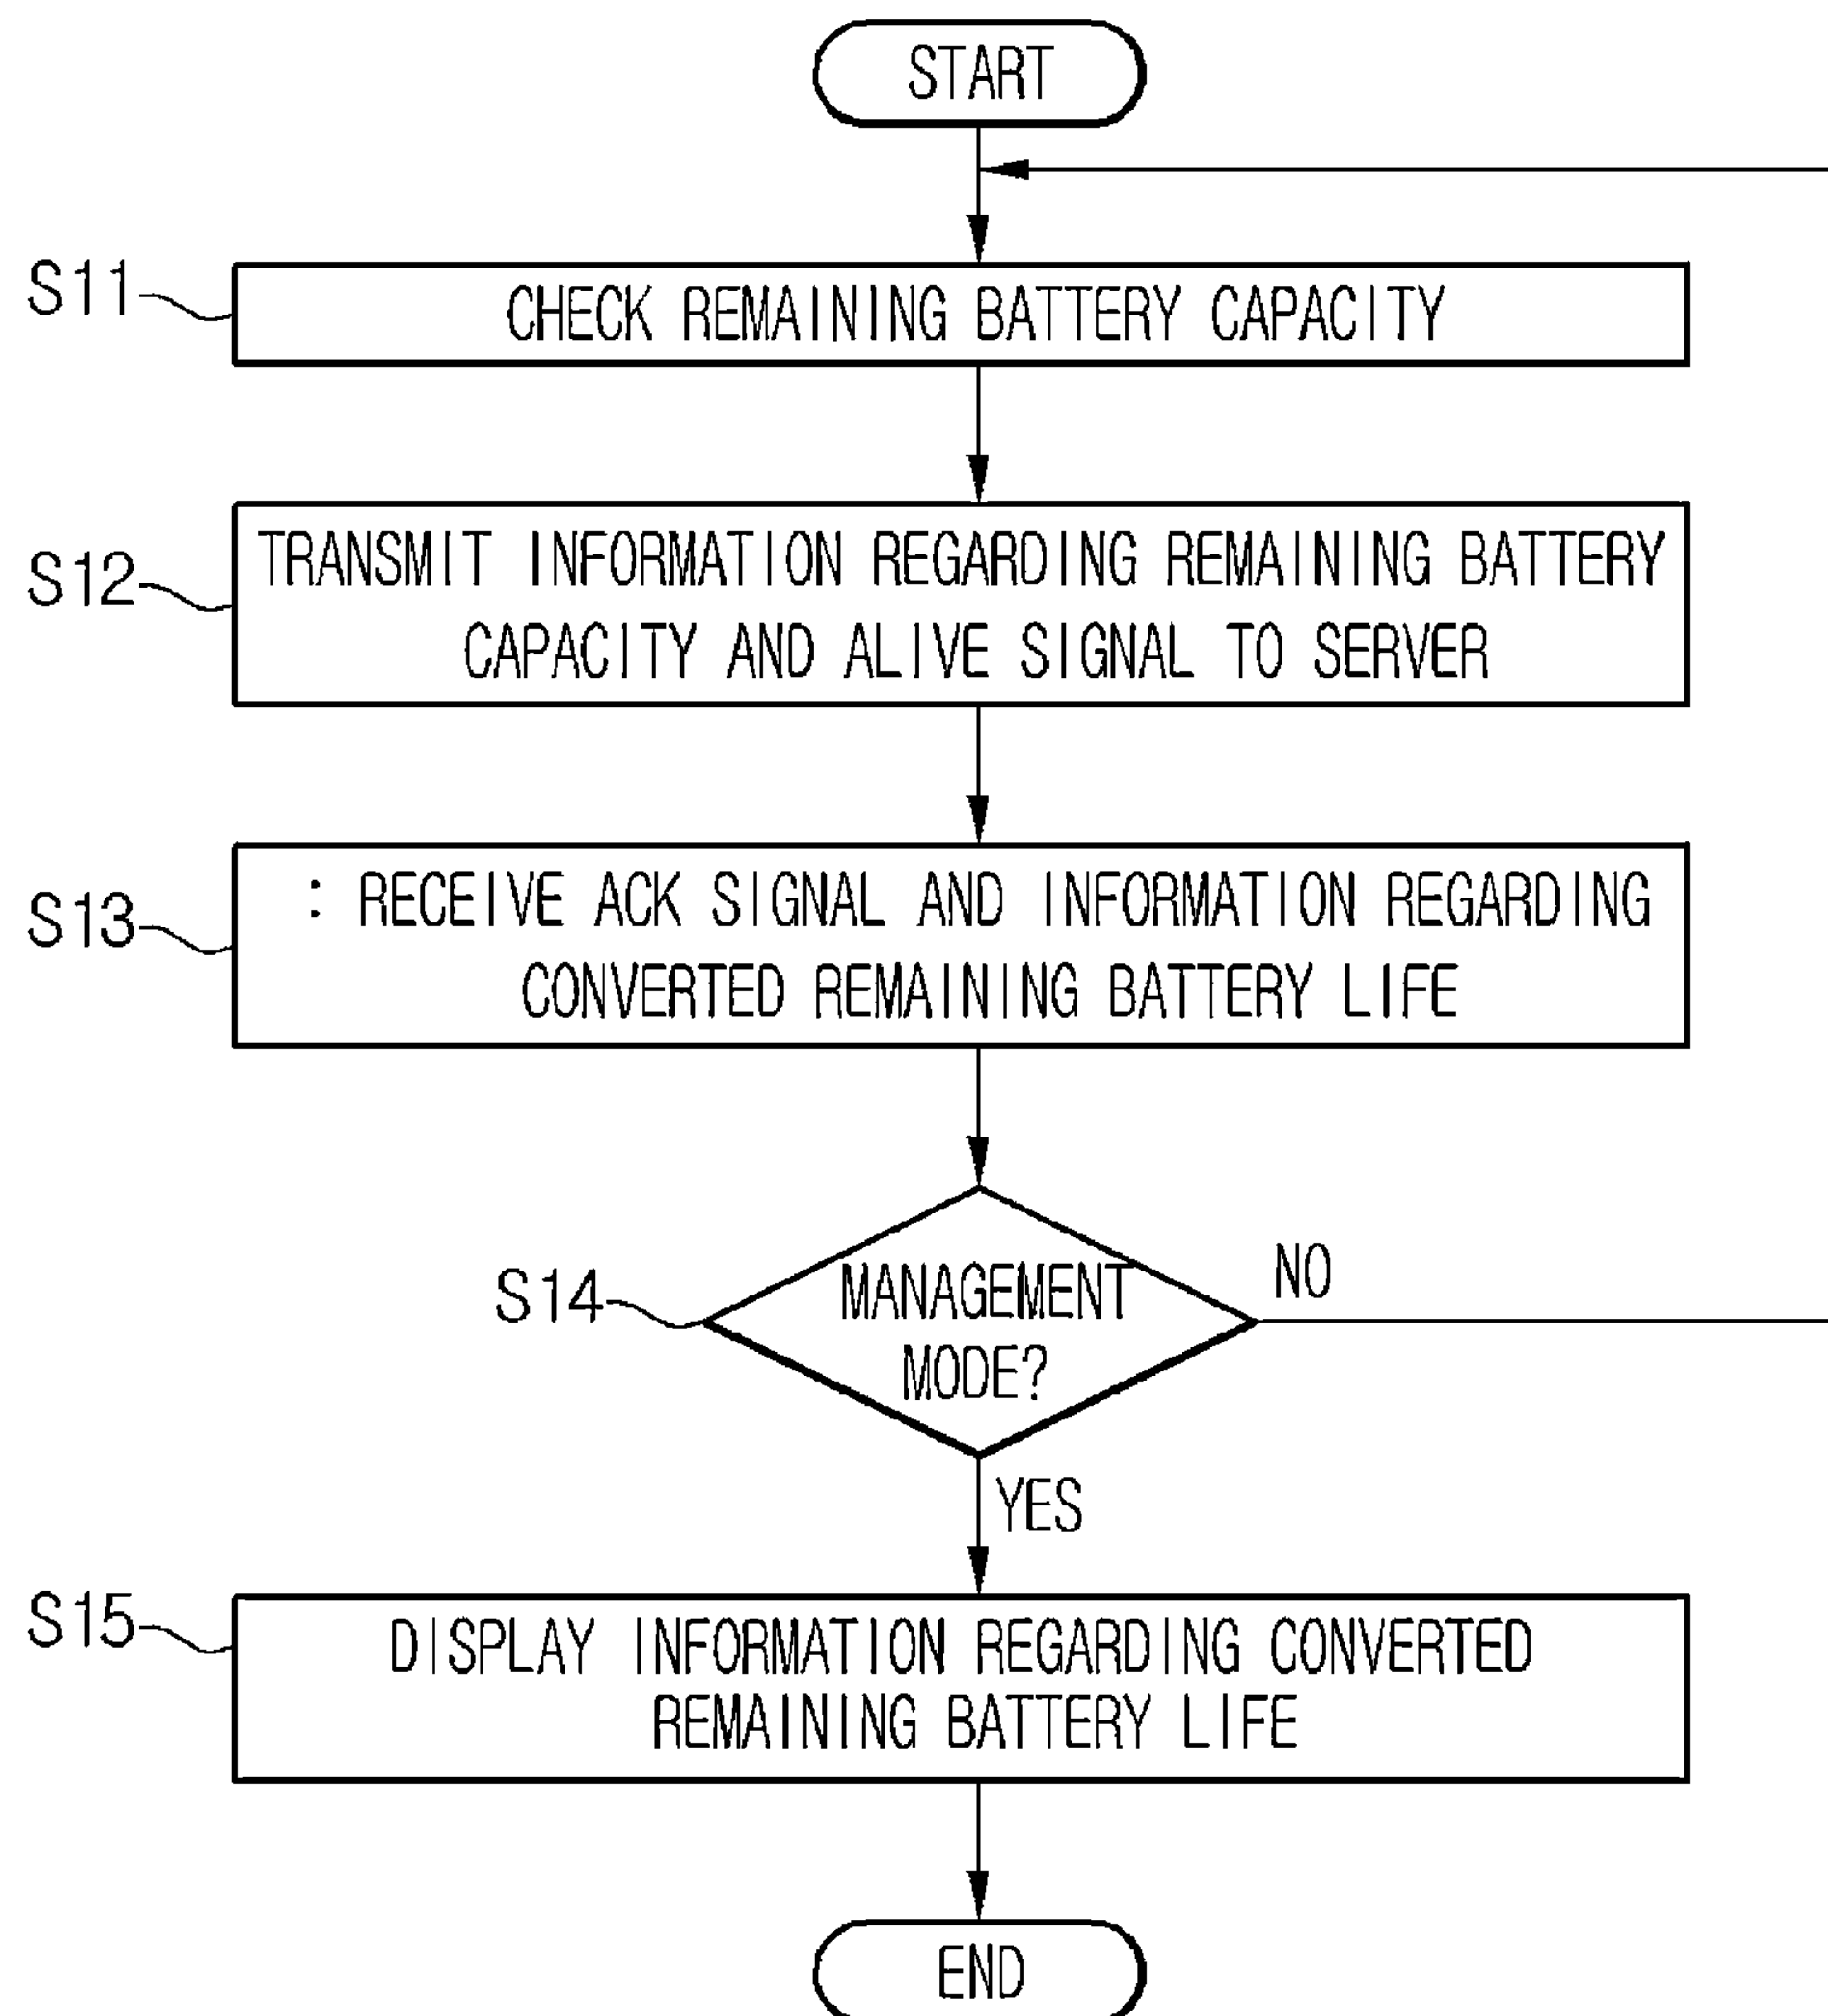 START
S11
CHECK REMAINING BATTERY CAPACITY
S12
TRANSMIT INFORMATION REGARDING REMAINING BATTERY
CAPACITY AND ALIVE SIGNAL TO SERVER
S13
: RECEIVE ACK SIGNAL AND INFORMATION REGARDING
CONVERTED REMAINING BATTERY LIFE
S14
MANAGEMENT
MODE?
NO
YES
S15
DISPLAY INFORMATION REGARDING CONVERTED
REMAINING BATTERY LIFE
END